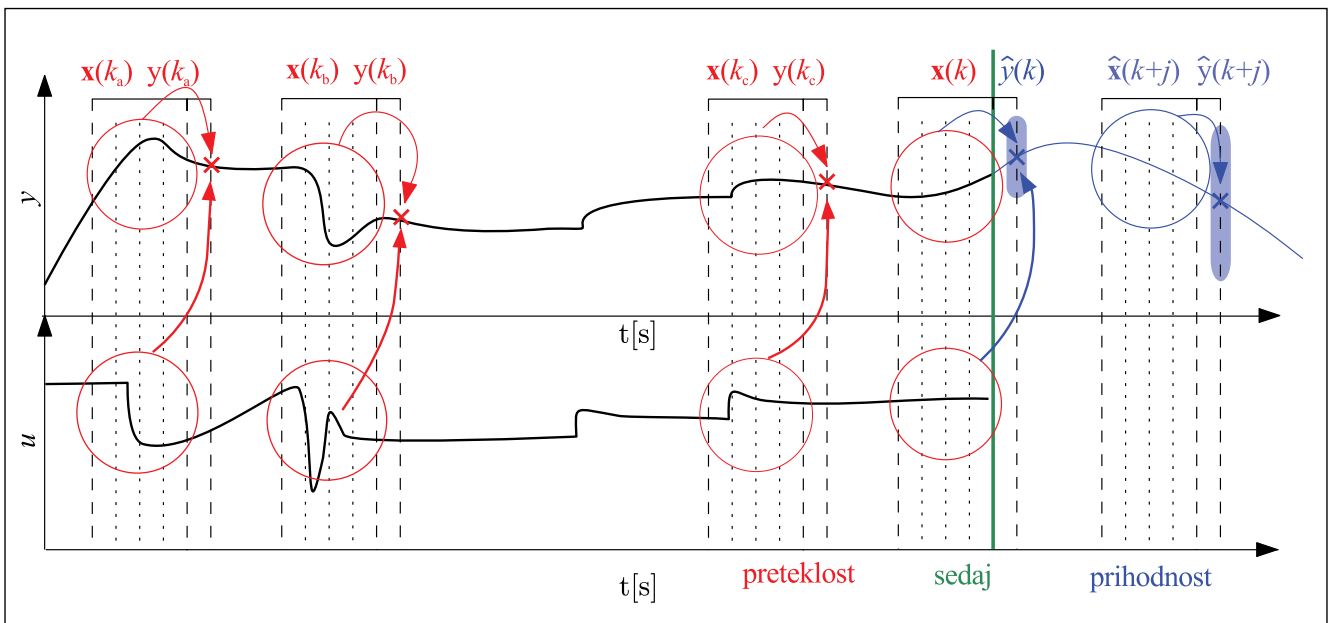 x(kₐ) y(kₐ) x(k_b) y(k_b) x(k_c) y(k_c) x(k) ŷ(k) x̂(k+j) ŷ(k+j)
y
t[s]
u
preteklost sedaj prihodnost
t[s]